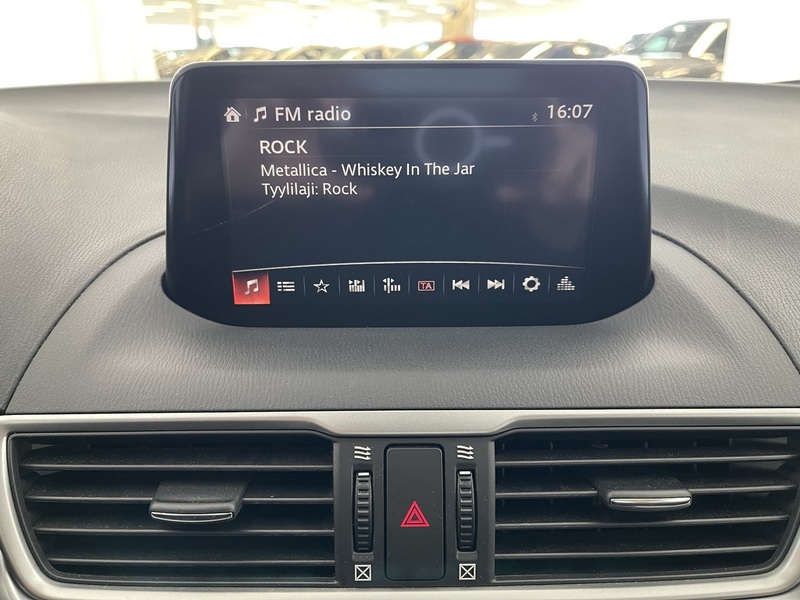 FM radio 16:07
ROCK
Metallica - Whiskey In The Jar
Tyylilaji: Rock
TA